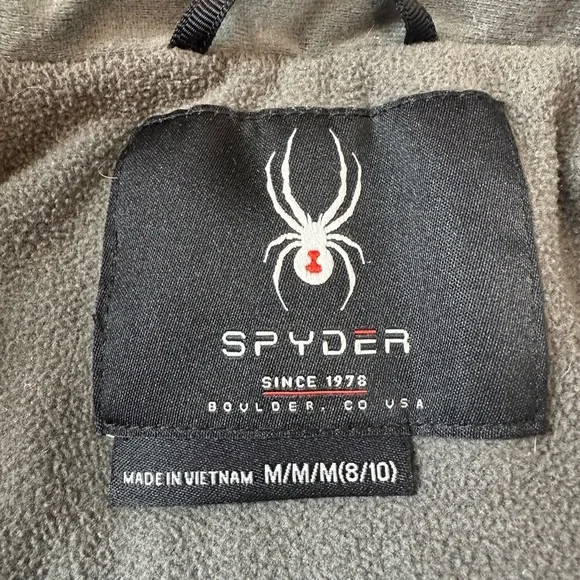 SPYDER
SINCE 1978
BOULDER, CO USA
MADE IN VIETNAM M/M/M(8/10)